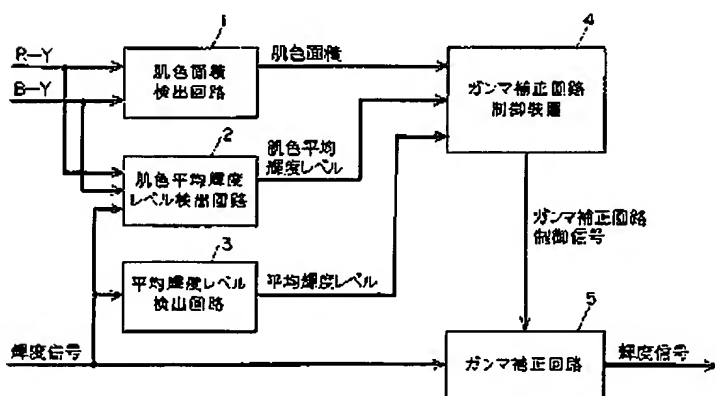 1
4
R-Y
肌色面積
肌色面積
検出回路
ガンマ補正回路
制御装置
B-Y
2
肌色平均
輝度レベル
肌色平均輝度
レベル検出回路
ガンマ補正回路
制御信号
3
平均輝度レベル
検出回路
平均輝度レベル
5
輝度信号
ガンマ補正回路
輝度信号